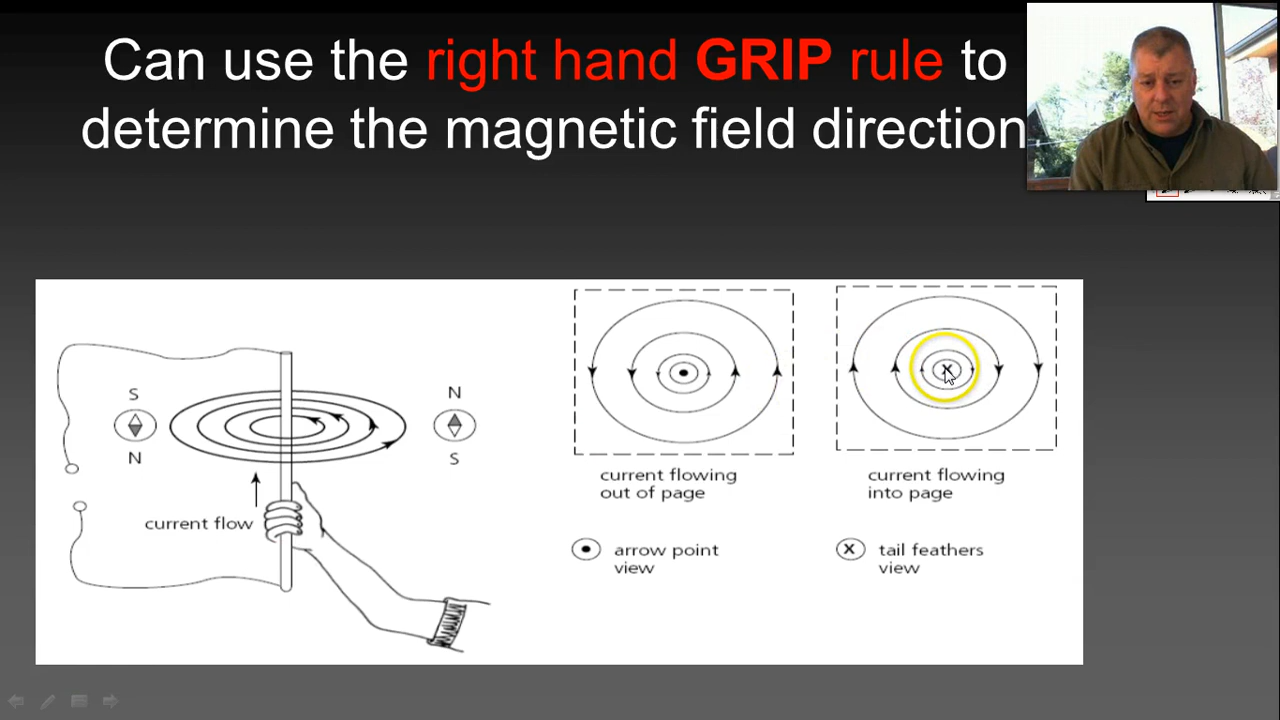 Can use the right hand GRIP rule to
determine the magnetic field direction.
S
N
N
S
current flow
current flowing
out of page
current flowing
into page
arrow point
view
x
x
tail feathers
view